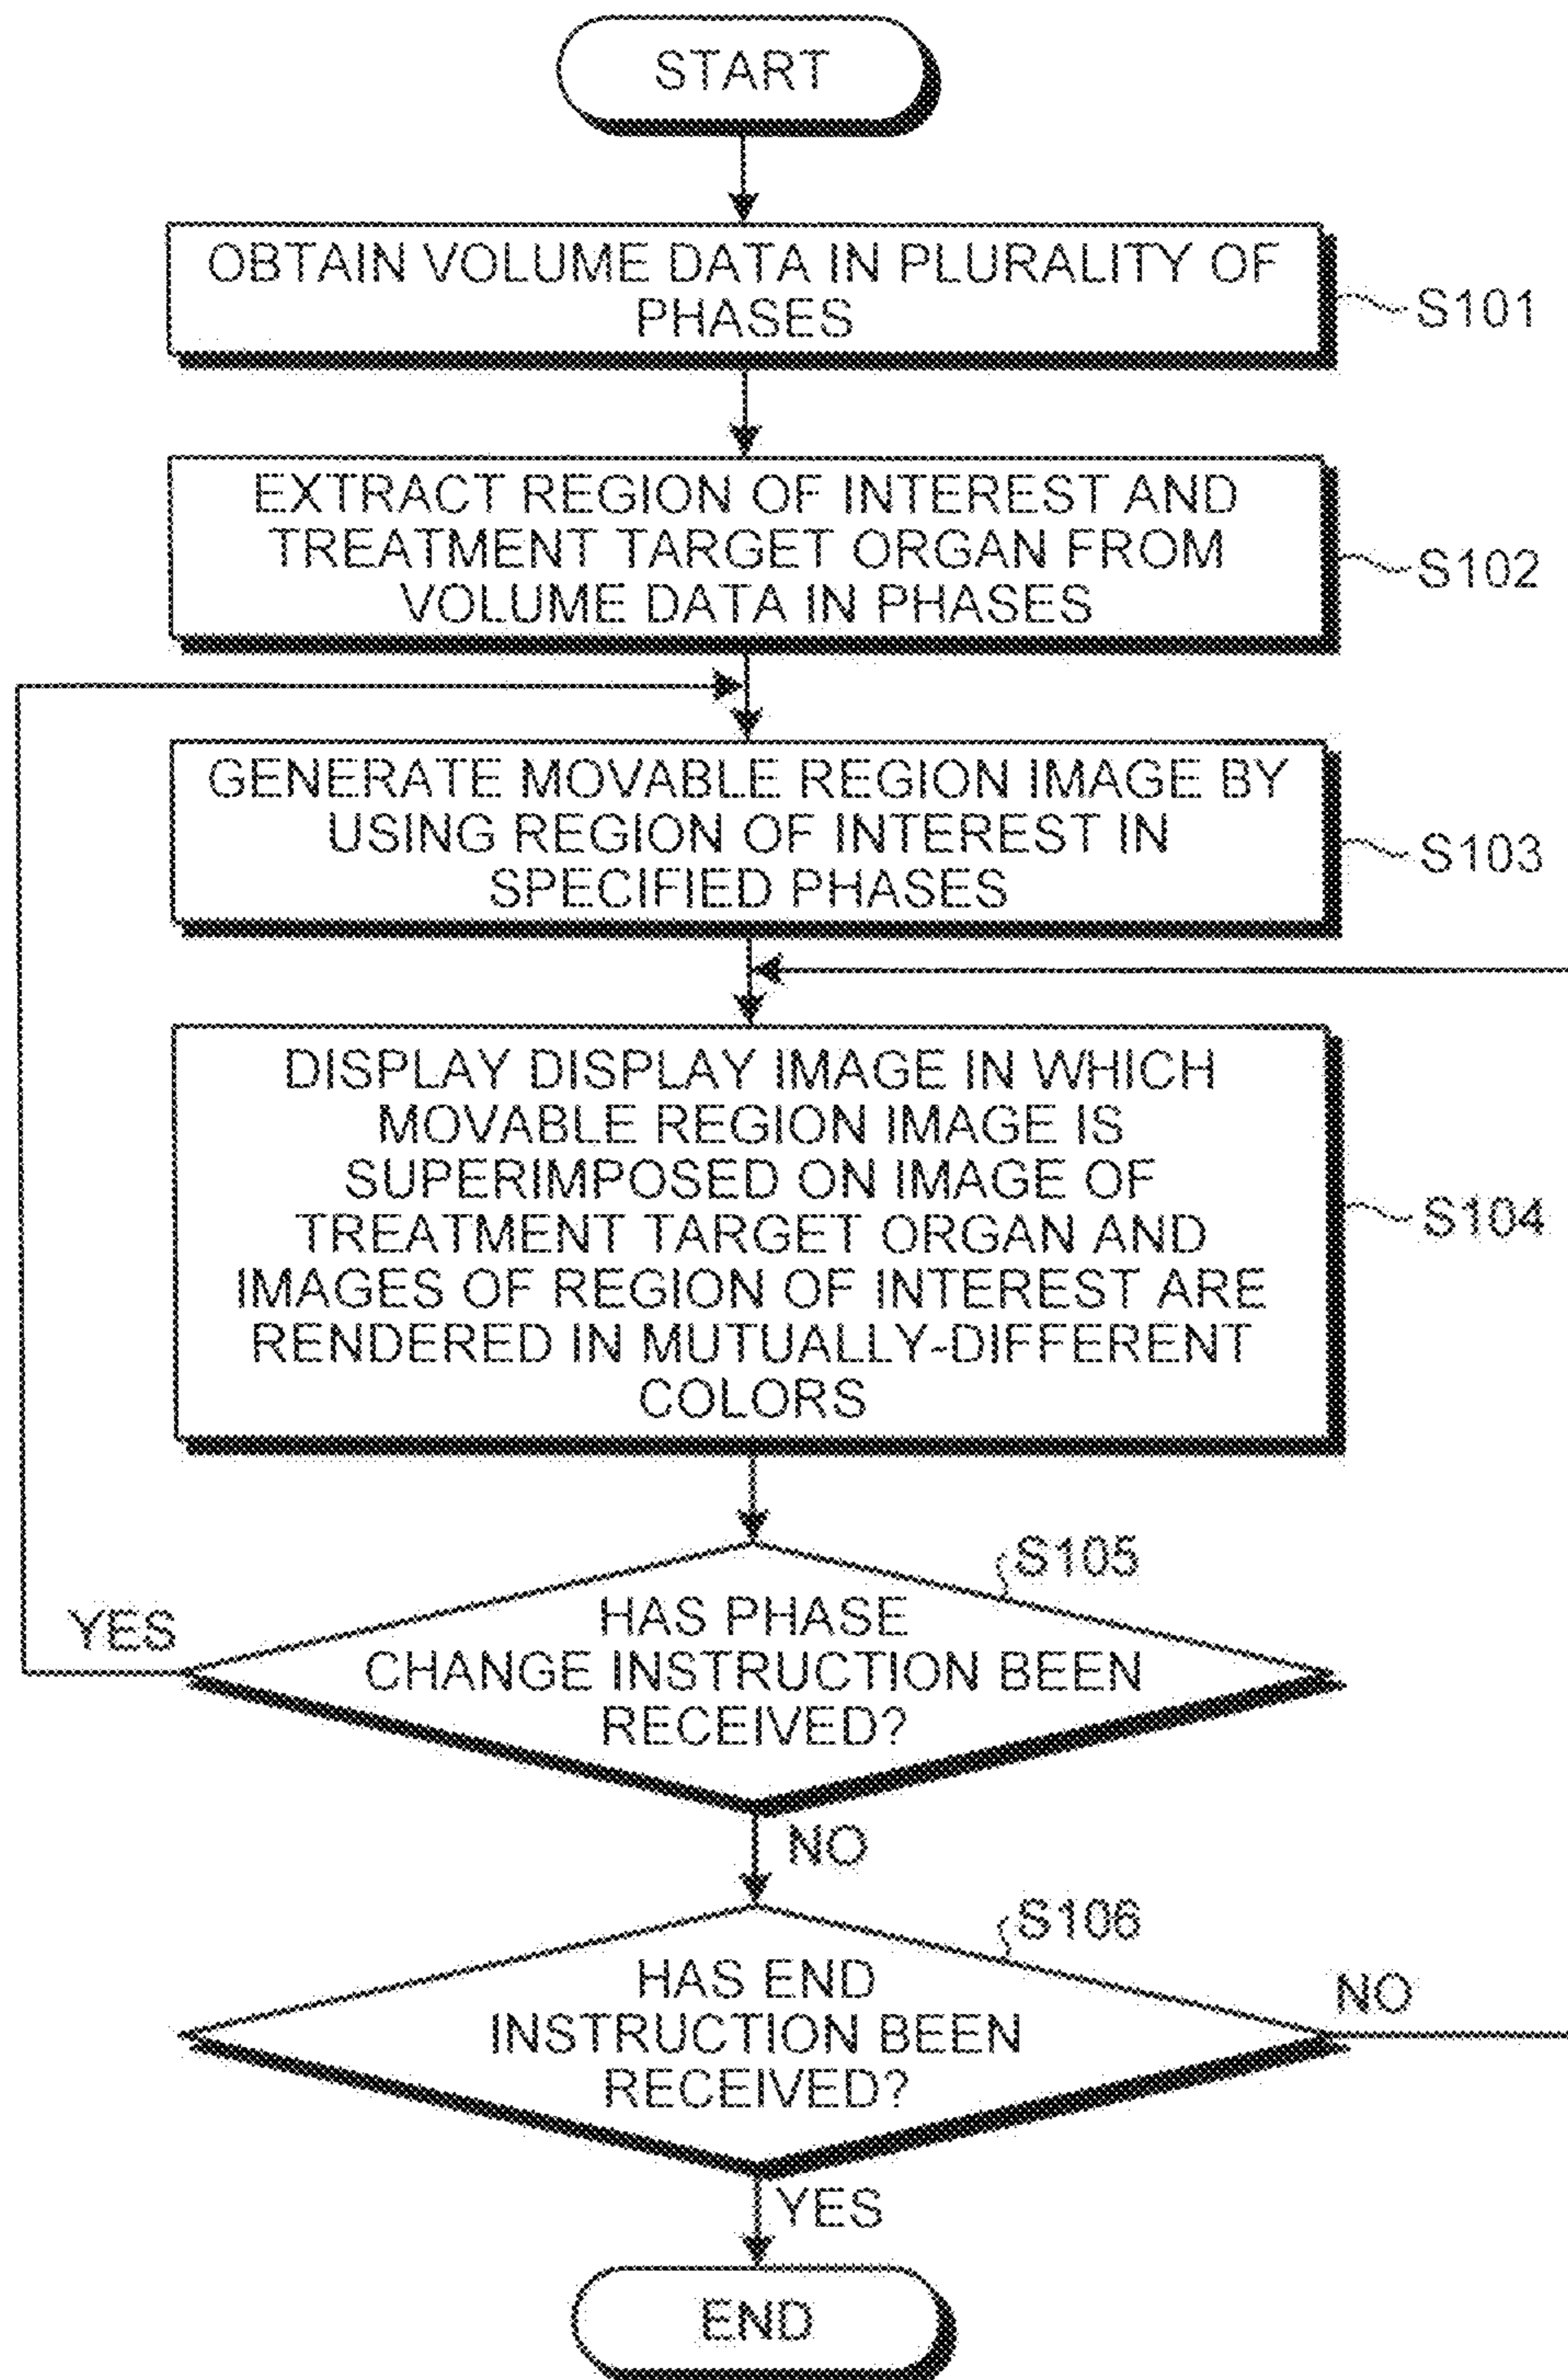 START
OBTAIN VOLUME DATA IN PLURALITY OF
PHASES
S101
EXTRACT REGION OF INTEREST AND
TREATMENT TARGET ORGAN FROM
VOLUME DATA IN PHASES
S102
GENERATE MOVABLE REGION IMAGE BY
USING REGION OF INTEREST IN
SPECIFIED PHASES
S103
DISPLAY DISPLAY IMAGE IN WHICH
MOVABLE REGION IMAGE IS
SUPERIMPOSED ON IMAGE OF
TREATMENT TARGET ORGAN AND
IMAGES OF REGION OF INTEREST ARE
RENDERED IN MUTUALLY-DIFFERENT
COLORS
S104
S105
YES
HAS PHASE
CHANGE INSTRUCTION BEEN
RECEIVED?
NO
S106
HAS END
INSTRUCTION BEEN
RECEIVED?
NO
YES
END